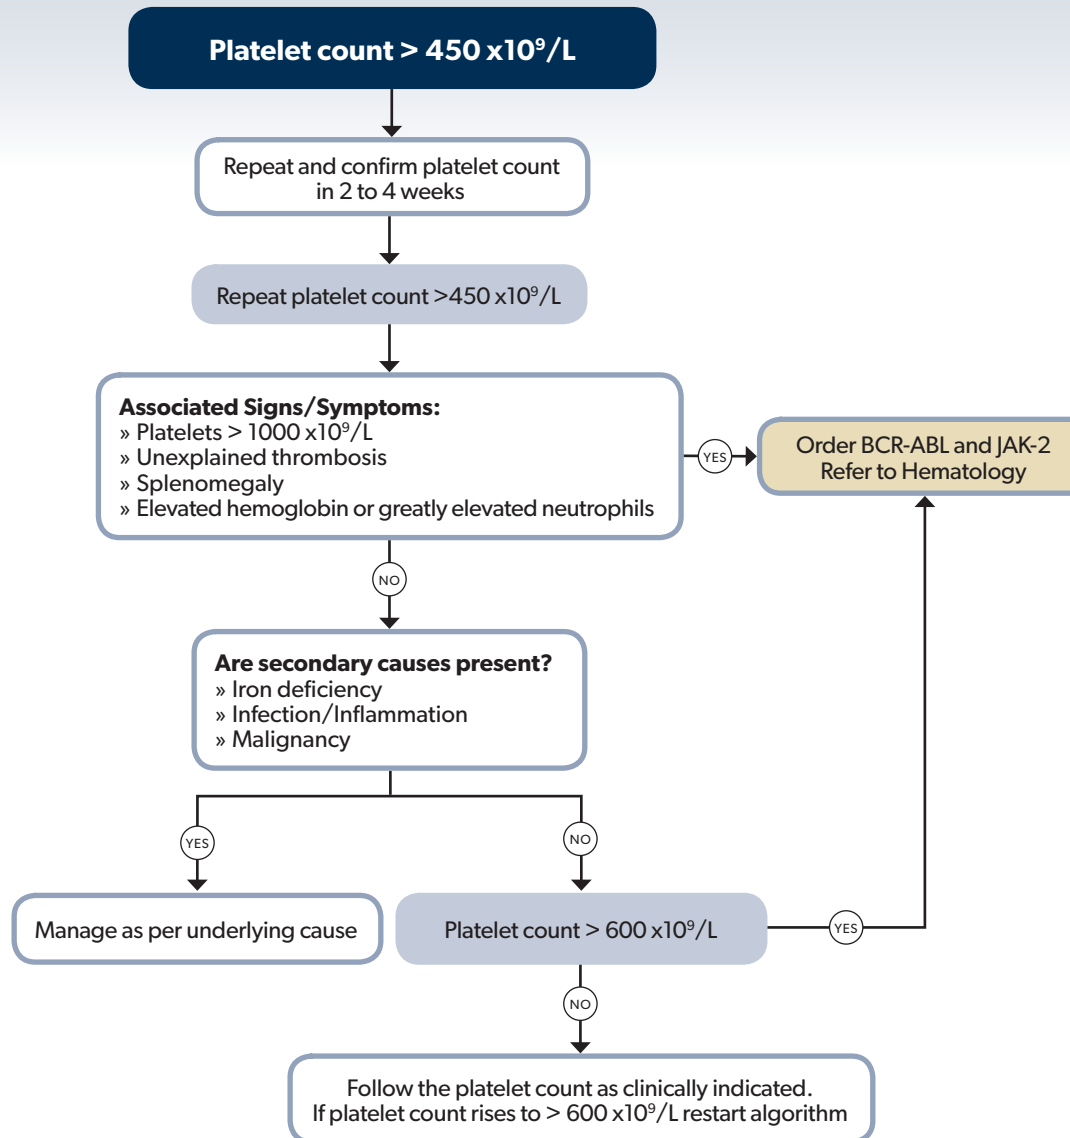 Platelet count > 450 x10⁹/L
Repeat and confirm platelet count
in 2 to 4 weeks
Repeat platelet count >450 x10⁹/L
Associated Signs/Symptoms:
» Platelets > 1000 x10⁹/L
» Unexplained thrombosis
» Splenomegaly
» Elevated hemoglobin or greatly elevated neutrophils
YES
Order BCR-ABL and JAK-2
Refer to Hematology
NO
Are secondary causes present?
» Iron deficiency
» Infection/Inflammation
» Malignancy
YES
NO
Manage as per underlying cause
Platelet count > 600 x10⁹/L
YES
NO
Follow the platelet count as clinically indicated.
If platelet count rises to > 600 x10⁹/L restart algorithm